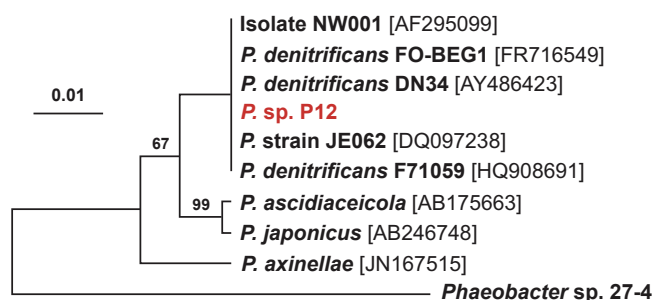 Isolate NW001 [AF295099]
P. denitrificans FO-BEG1 [FR716549]
P. denitrificans DN34 [AY486423]
0.01
P. sp. P12
P. strain JE062 [DQ097238]
67
P. denitrificans F71059 [HQ908691]
99
P. ascidiaceicola [AB175663]
P. japonicus [AB246748]
P. axinellae [JN167515]
Phaeobacter sp. 27-4